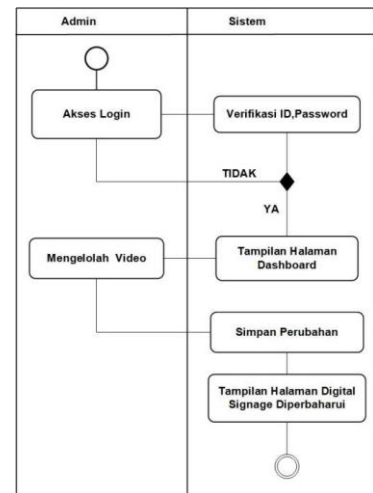 Admin
Sistem
Akses Login
Verifikasi ID,Password
TIDAK
YA
Mengelolah Video
Tampilan Halaman
Dashboard
Simpan Perubahan
Tampilan Halaman Digital
Signage Diperbaharui